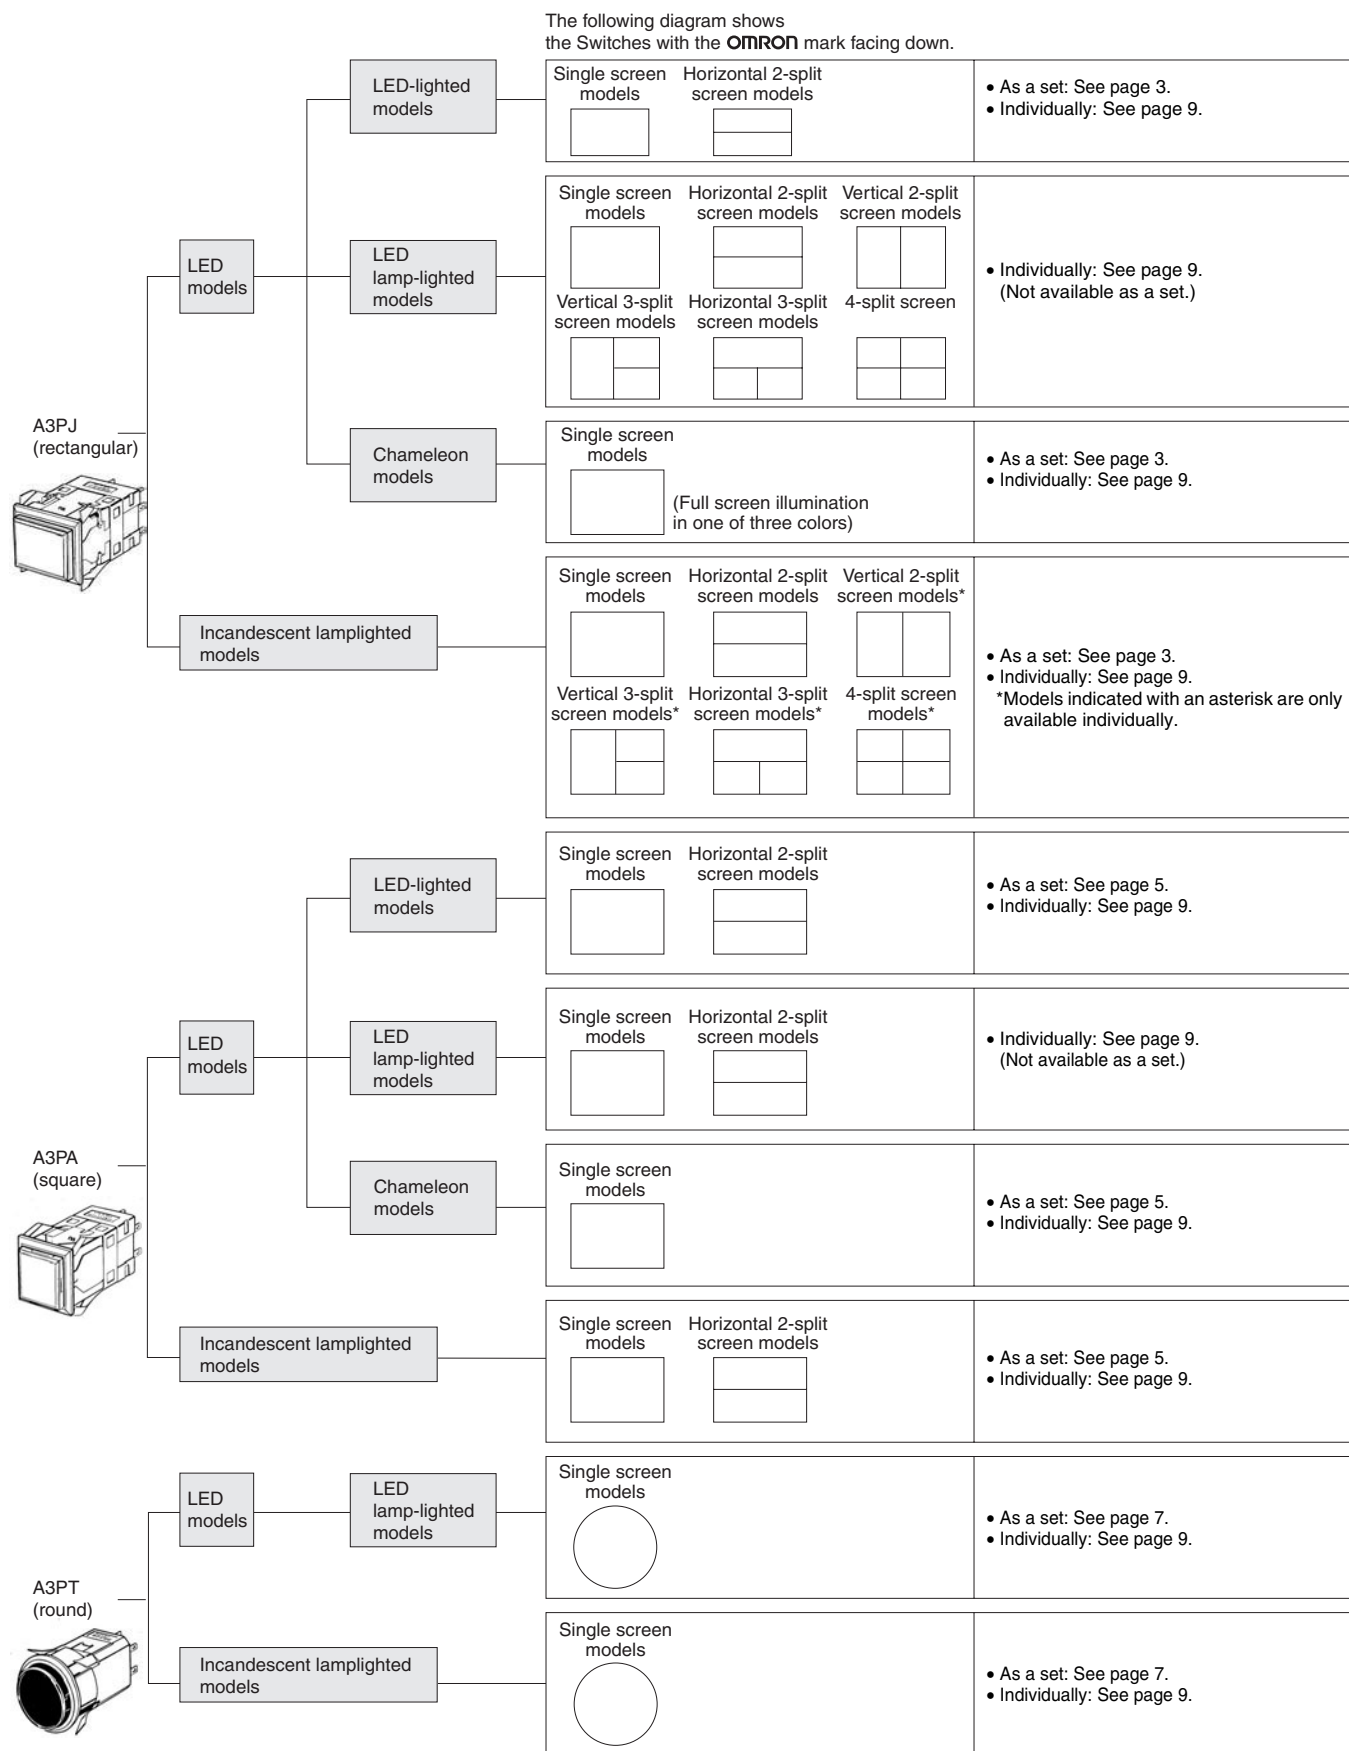 The following diagram shows
the Switches with the OMRON mark facing down.
LED-lighted
models
Single screen
models
Horizontal 2-split
screen models
• As a set: See page 3.
• Individually: See page 9.
LED
models
LED
lamp-lighted
models
Single screen
models
Horizontal 2-split
screen models
Vertical 2-split
screen models
Vertical 3-split
screen models
Horizontal 3-split
screen models
4-split screen
• Individually: See page 9.
(Not available as a set.)
A3PJ
(rectangular)
Chameleon
models
Single screen
models
(Full screen illumination
in one of three colors)
• As a set: See page 3.
• Individually: See page 9.
Incandescent lamplighted
models
Single screen
models
Horizontal 2-split
screen models
Vertical 2-split
screen models*
Vertical 3-split
screen models*
Horizontal 3-split
screen models*
4-split screen
models*
• As a set: See page 3.
• Individually: See page 9.
*Models indicated with an asterisk are only
available individually.
LED-lighted
models
Single screen
models
Horizontal 2-split
screen models
• As a set: See page 5.
• Individually: See page 9.
LED
models
LED
lamp-lighted
models
Single screen
models
Horizontal 2-split
screen models
• Individually: See page 9.
(Not available as a set.)
A3PA
(square)
Chameleon
models
Single screen
models
• As a set: See page 5.
• Individually: See page 9.
Incandescent lamplighted
models
Single screen
models
Horizontal 2-split
screen models
• As a set: See page 5.
• Individually: See page 9.
LED
models
LED
lamp-lighted
models
Single screen
models
• As a set: See page 7.
• Individually: See page 9.
A3PT
(round)
Incandescent lamplighted
models
Single screen
models
• As a set: See page 7.
• Individually: See page 9.